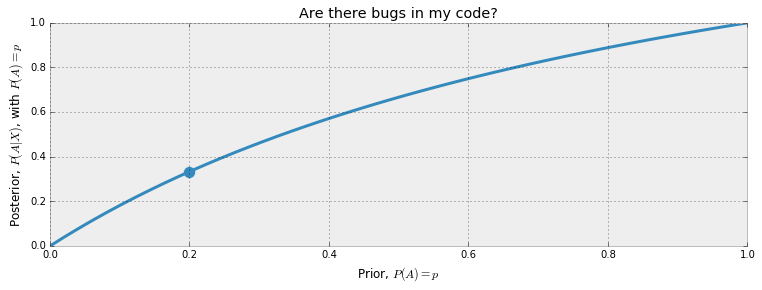 Are there bugs in my code?
1.0
0.8
0.6
0.4
0.2
0.0
Posterior, P(A|X), with P(A) = p
0.0 0.2 0.4 0.6 0.8 1.0
Prior, P(A) = p